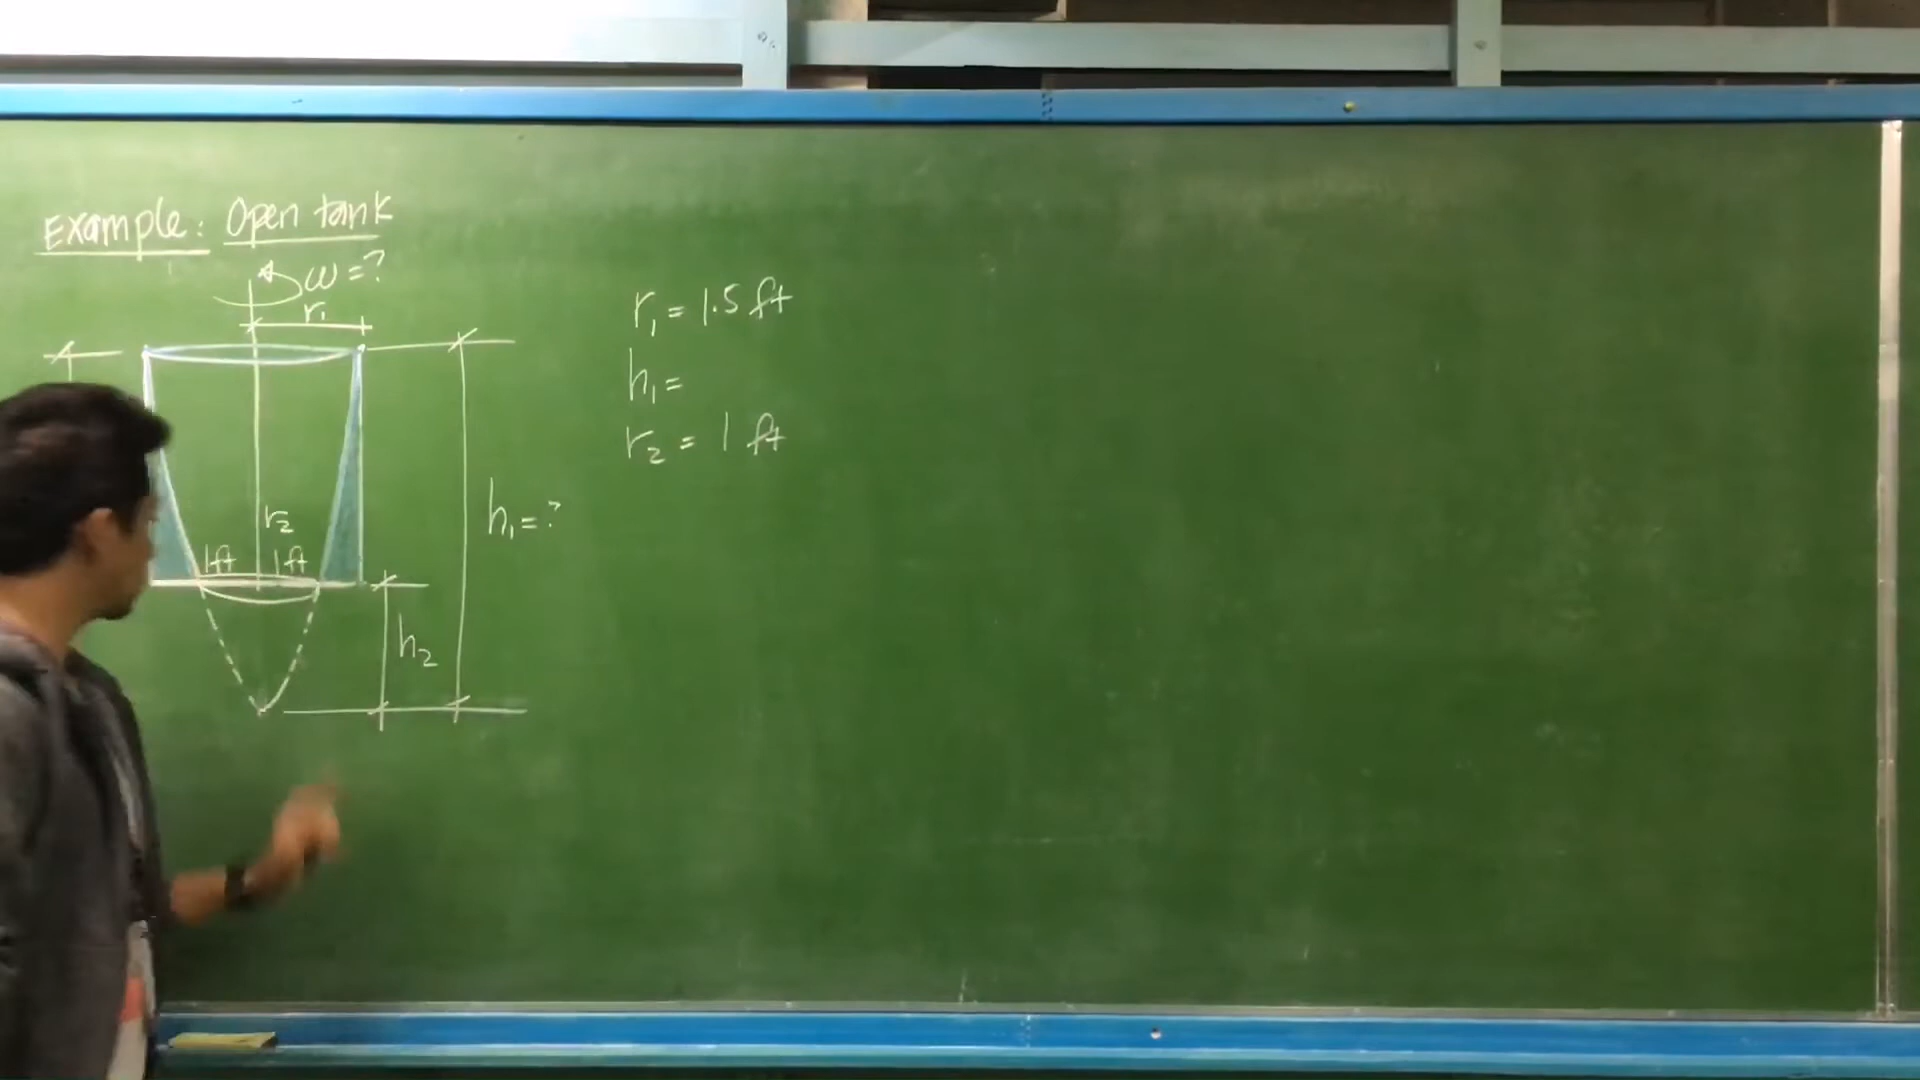 Example: Open tank
ω=?
r₁
r₂
1ft 1ft
h₁=?
h₂
r₁ = 1.5 ft
h₁ =
r₂ = 1 ft